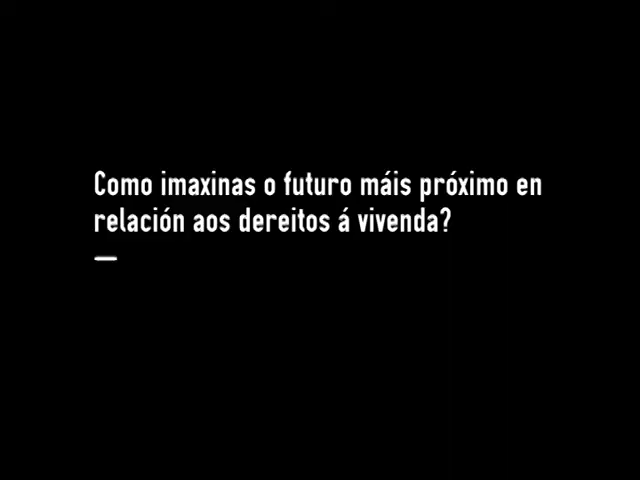 Como imaxinas o futuro máis próximo en
relación aos dereitos á vivenda?